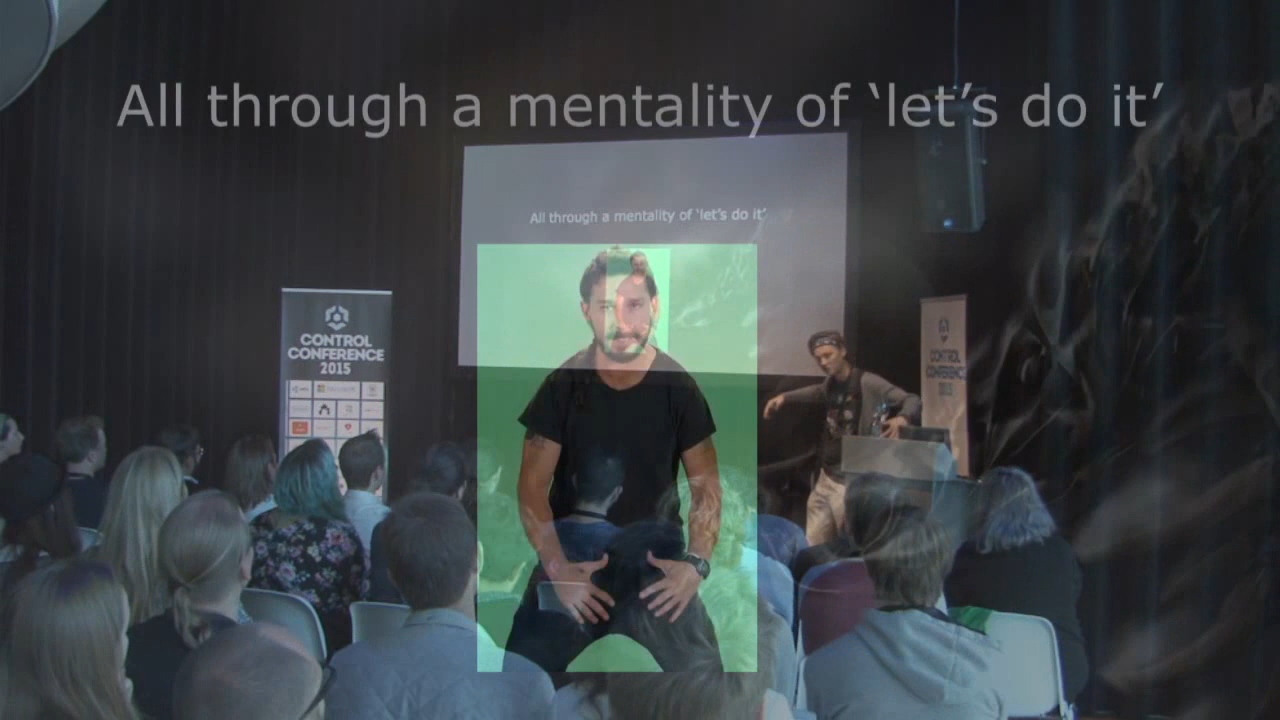 All through a mentality of ‘let’s do it’
All through a mentality of ‘let’s do it’
CONTROL
CONFERENCE
2015
CONTROL
CONFERENCE
2015